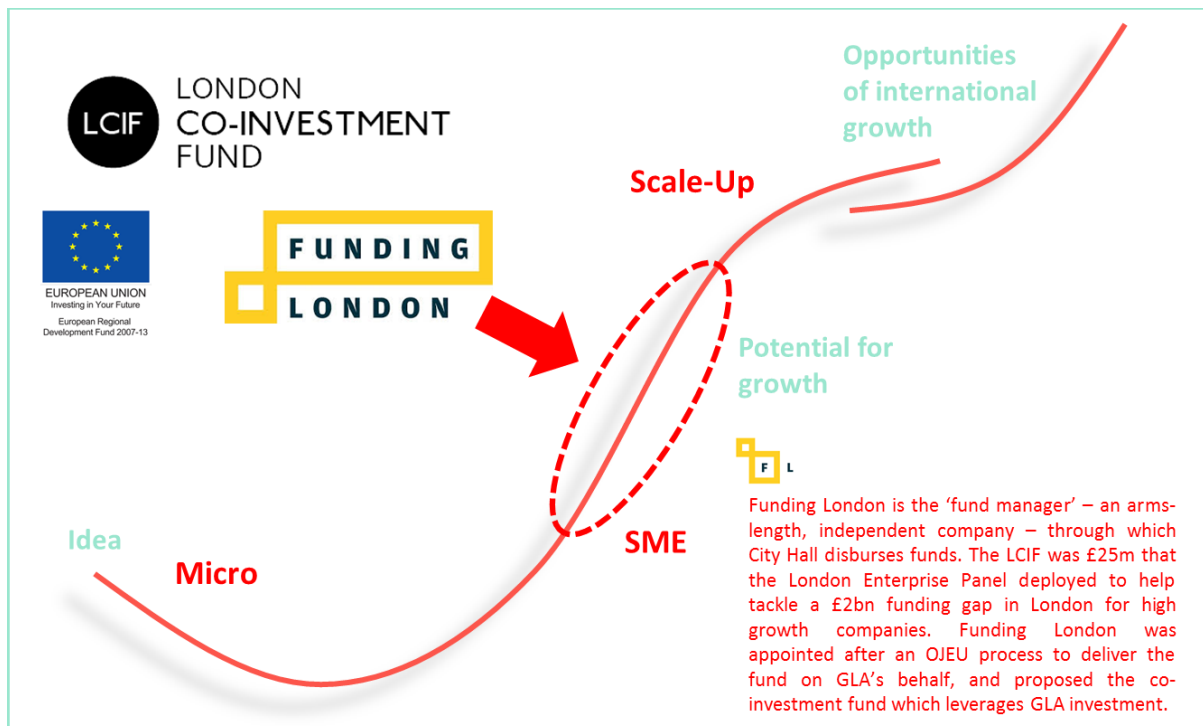 LCIF
LONDON
CO-INVESTMENT
FUND
EUROPEAN UNION
Investing in Your Future
European Regional
Development Fund 2007-13
FUNDING
LONDON
Opportunities
of international
growth
Scale-Up
Potential for
growth
Idea
Micro
SME
F L
Funding London is the ‘fund manager’ – an arms-
length, independent company – through which
City Hall disburses funds. The LCIF was £25m that
the London Enterprise Panel deployed to help
tackle a £2bn funding gap in London for high
growth companies. Funding London was
appointed after an OJEU process to deliver the
fund on GLA’s behalf, and proposed the co-
investment fund which leverages GLA investment.